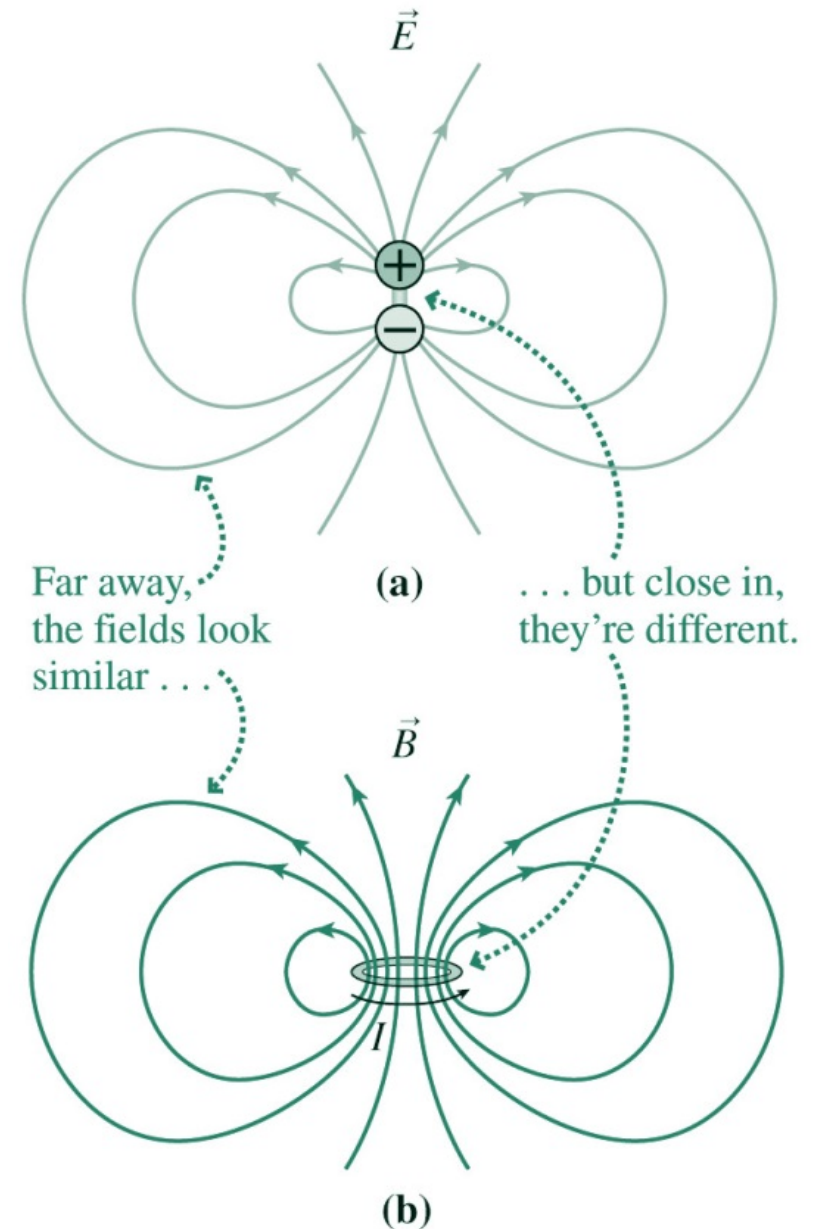 E⃗
+
−
Far away,
the fields look
similar . . .
(a)
. . . but close in,
they’re different.
B⃗
I
(b)